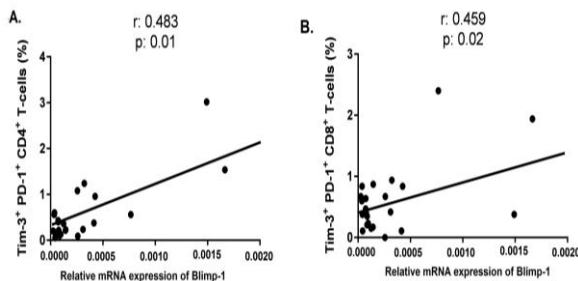 A.
r: 0.483
p: 0.01
Tim-3⁺ PD-1⁺ CD4⁺ T-cells (%)
4
3
2
1
0
0.0000 0.0005 0.0010 0.0015 0.0020
Relative mRNA expression of Blimp-1
B.
r: 0.459
p: 0.02
Tim-3⁺ PD-1⁺ CD8⁺ T-cells (%)
3
2
1
0
0.0000 0.0005 0.0010 0.0015 0.0020
Relative mRNA expression of Blimp-1